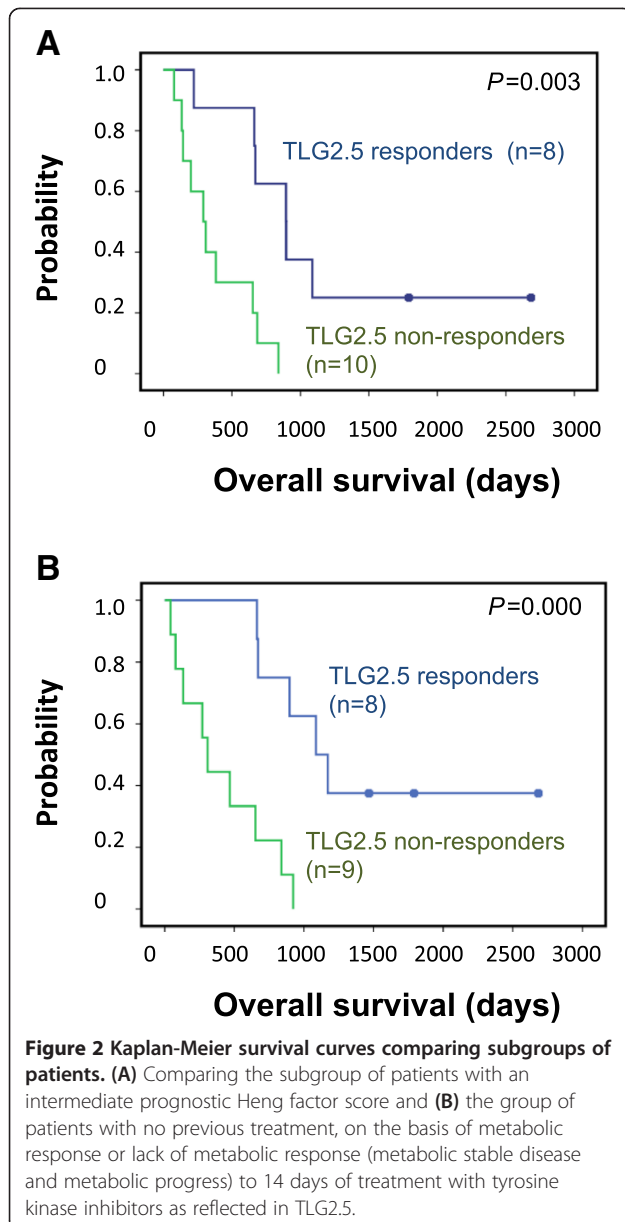 A
P=0.003
1.0
0.8
0.6
0.4
0.2
0
Probability
TLG2.5 responders (n=8)
TLG2.5 non-responders
(n=10)
0 500 1000 1500 2000 2500 3000
Overall survival (days)
B
P=0.000
1.0
0.8
0.6
0.4
0.2
0
Probability
TLG2.5 responders
(n=8)
TLG2.5 non-responders
(n=9)
0 500 1000 1500 2000 2500 3000
Overall survival (days)
Figure 2 Kaplan-Meier survival curves comparing subgroups of
patients. (A) Comparing the subgroup of patients with an
intermediate prognostic Heng factor score and (B) the group of
patients with no previous treatment, on the basis of metabolic
response or lack of metabolic response (metabolic stable disease
and metabolic progress) to 14 days of treatment with tyrosine
kinase inhibitors as reflected in TLG2.5.